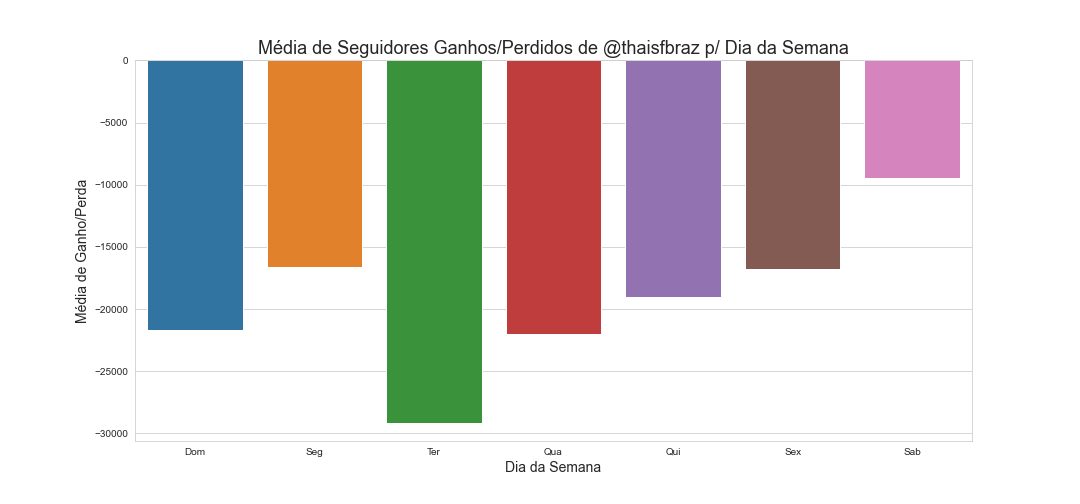 Média de Seguidores Ganhos/Perdidos de @thaisfbraz p/ Dia da Semana
Média de Ganho/Perda
0
−5000
−10000
−15000
−20000
−25000
−30000
Dom Seg Ter Qua Qui Sex Sab
Dia da Semana